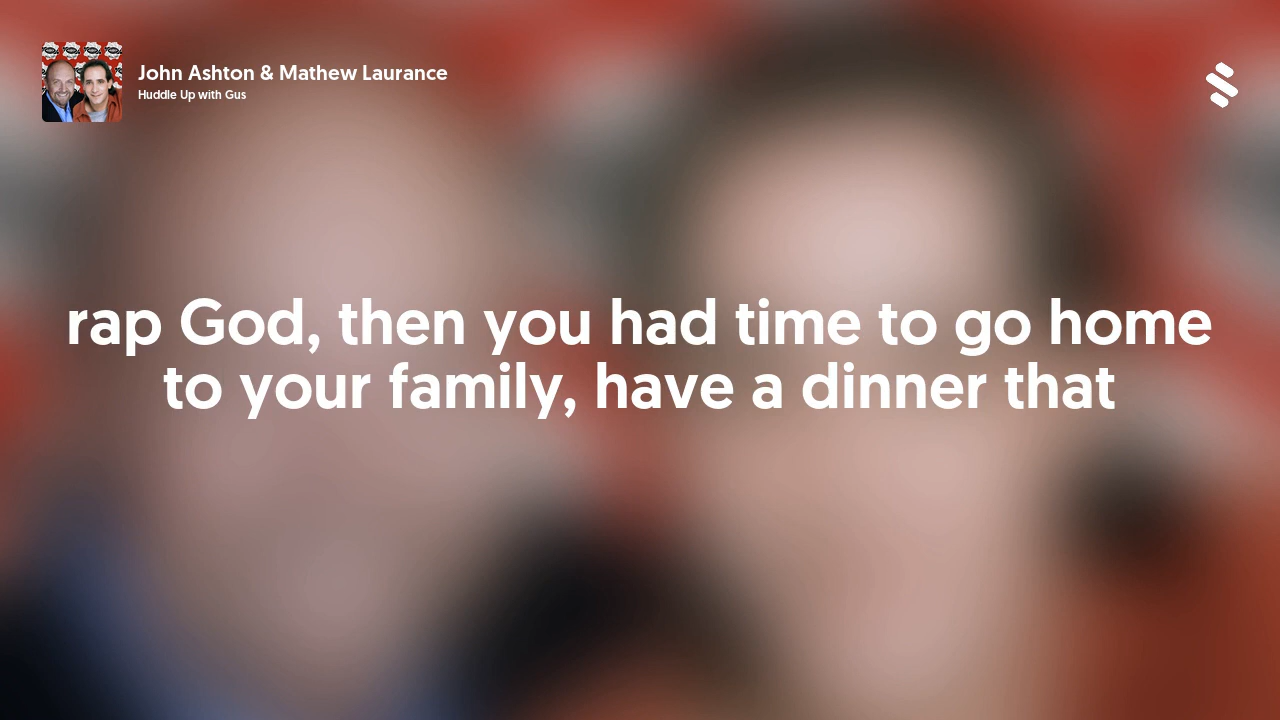 John Ashton & Mathew Laurance
Huddle Up with Gus
rap God, then you had time to go home
to your family, have a dinner that